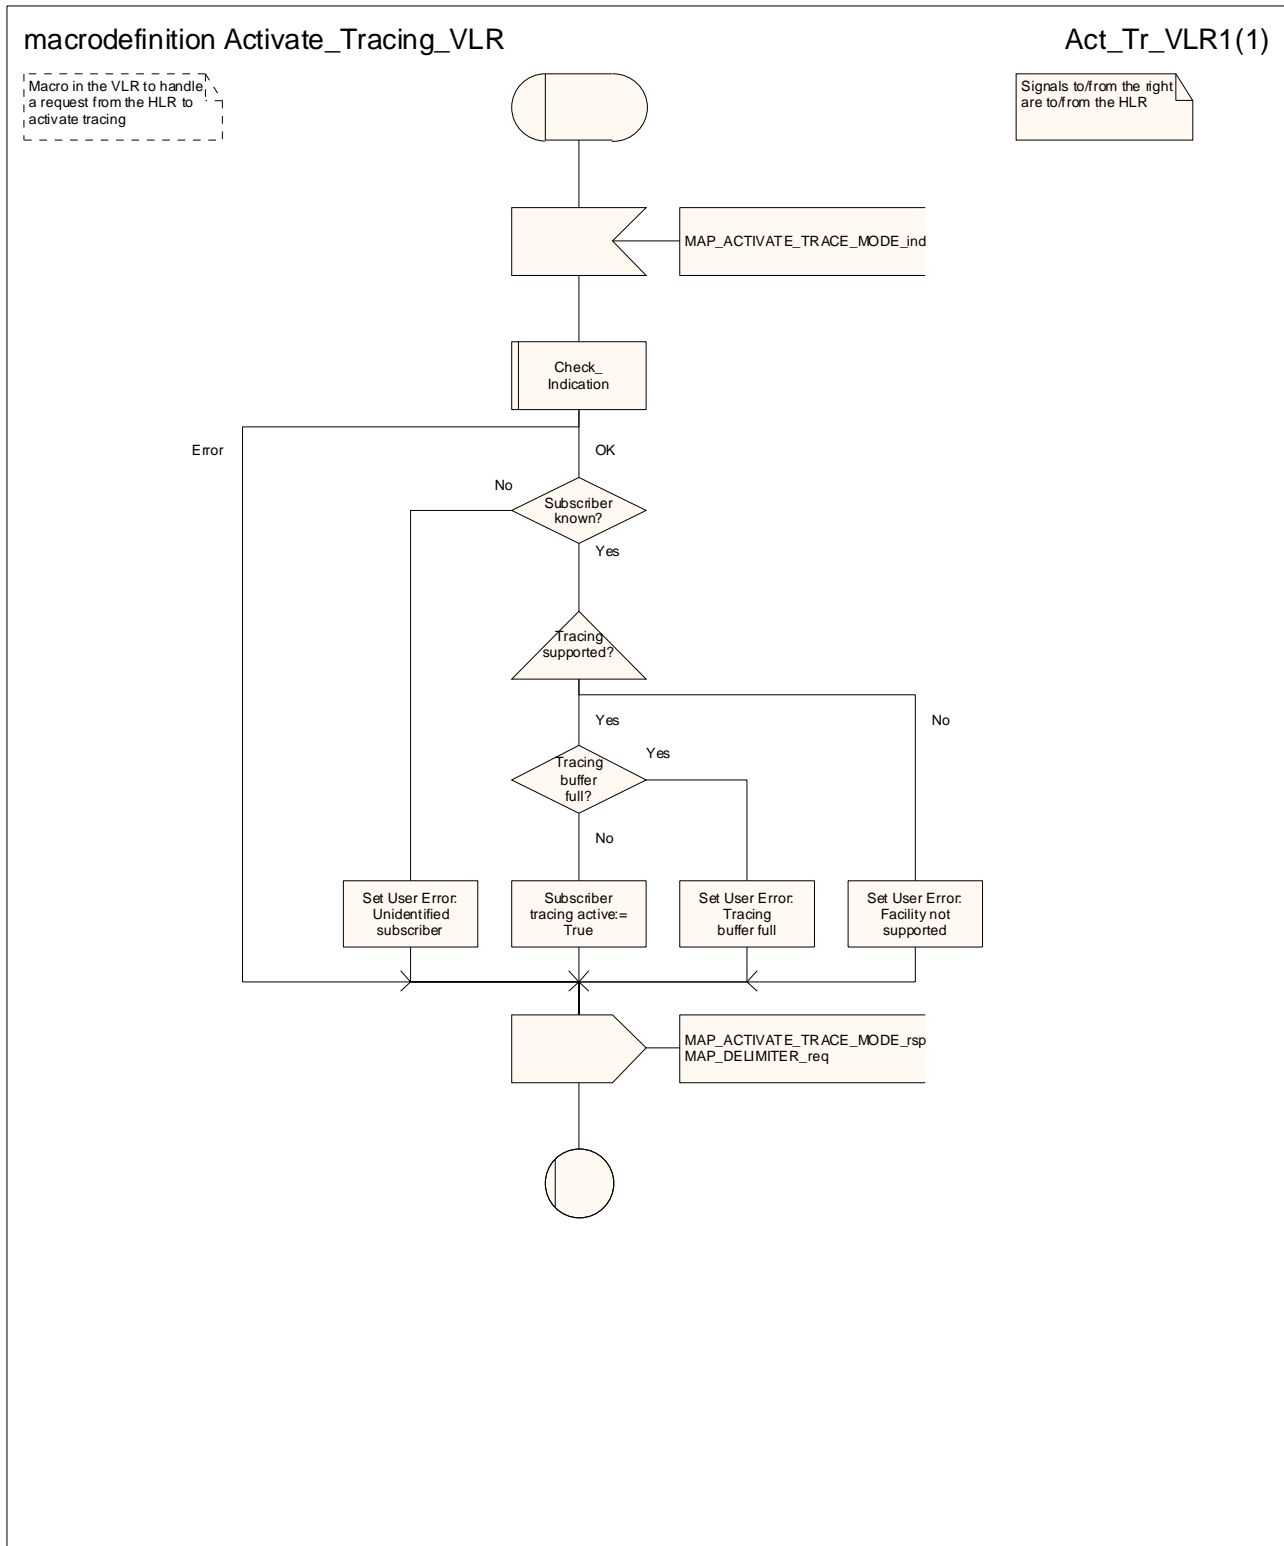 macrodefinition Activate_Tracing_VLR
Act_Tr_VLR1(1)
Macro in the VLR to handle
a request from the HLR to
activate tracing
Signals to/from the right
are to/from the HLR
MAP_ACTIVATE_TRACE_MODE_ind
Check_
Indication
Error
OK
No
Subscriber
known?
Yes
Tracing
supported?
Yes
No
Yes
Tracing
buffer
full?
No
Set User Error:
Unidentified
subscriber
Subscriber
tracing active:=
True
Set User Error:
Tracing
buffer full
Set User Error:
Facility not
supported
MAP_ACTIVATE_TRACE_MODE_rsp
MAP_DELIMITER_req